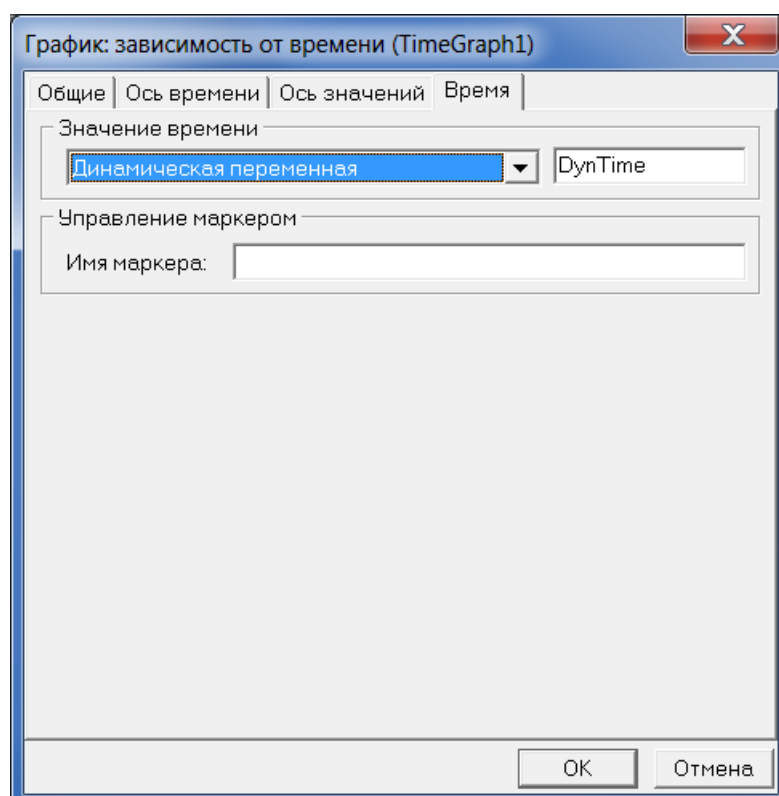 График: зависимость от времени (TimeGraph1)
Общие Ось времени Ось значений Время
Значение времени
Динамическая переменная DynTime
Управление маркером
Имя маркера:
OK Отмена